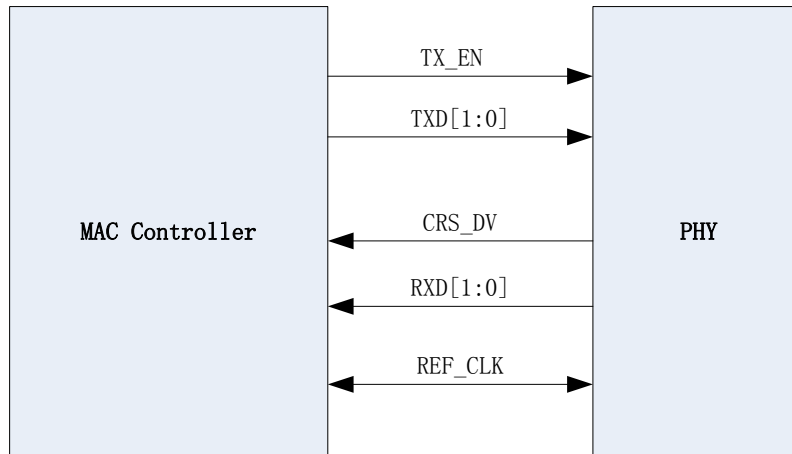 TX_EN
TXD[1:0]
MAC Controller
CRS_DV
PHY
RXD[1:0]
REF_CLK